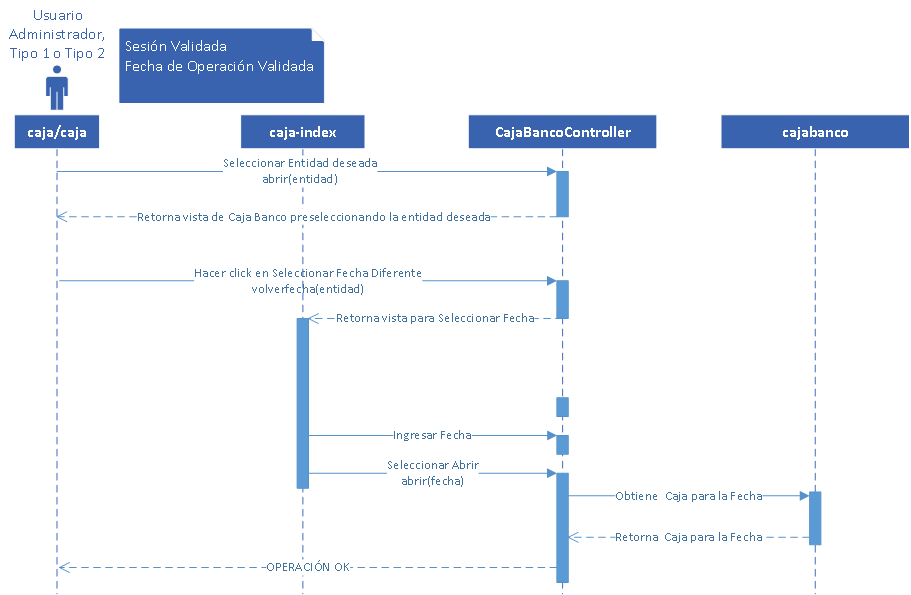 Usuario
Administrador,
Tipo 1 o Tipo 2
Sesión Validada
Fecha de Operación Validada
caja/caja
caja-index
CajaBancoController
cajabanco
Seleccionar Entidad deseada
abrir(entidad)
Retorna vista de Caja Banco preseleccionando la entidad deseada
Hacer click en Seleccionar Fecha Diferente
volverfecha(entidad)
Retorna vista para Seleccionar Fecha
Ingresar Fecha
Seleccionar Abrir
abrir(fecha)
Obtiene Caja para la Fecha
Retorna Caja para la Fecha
OPERACIÓN OK